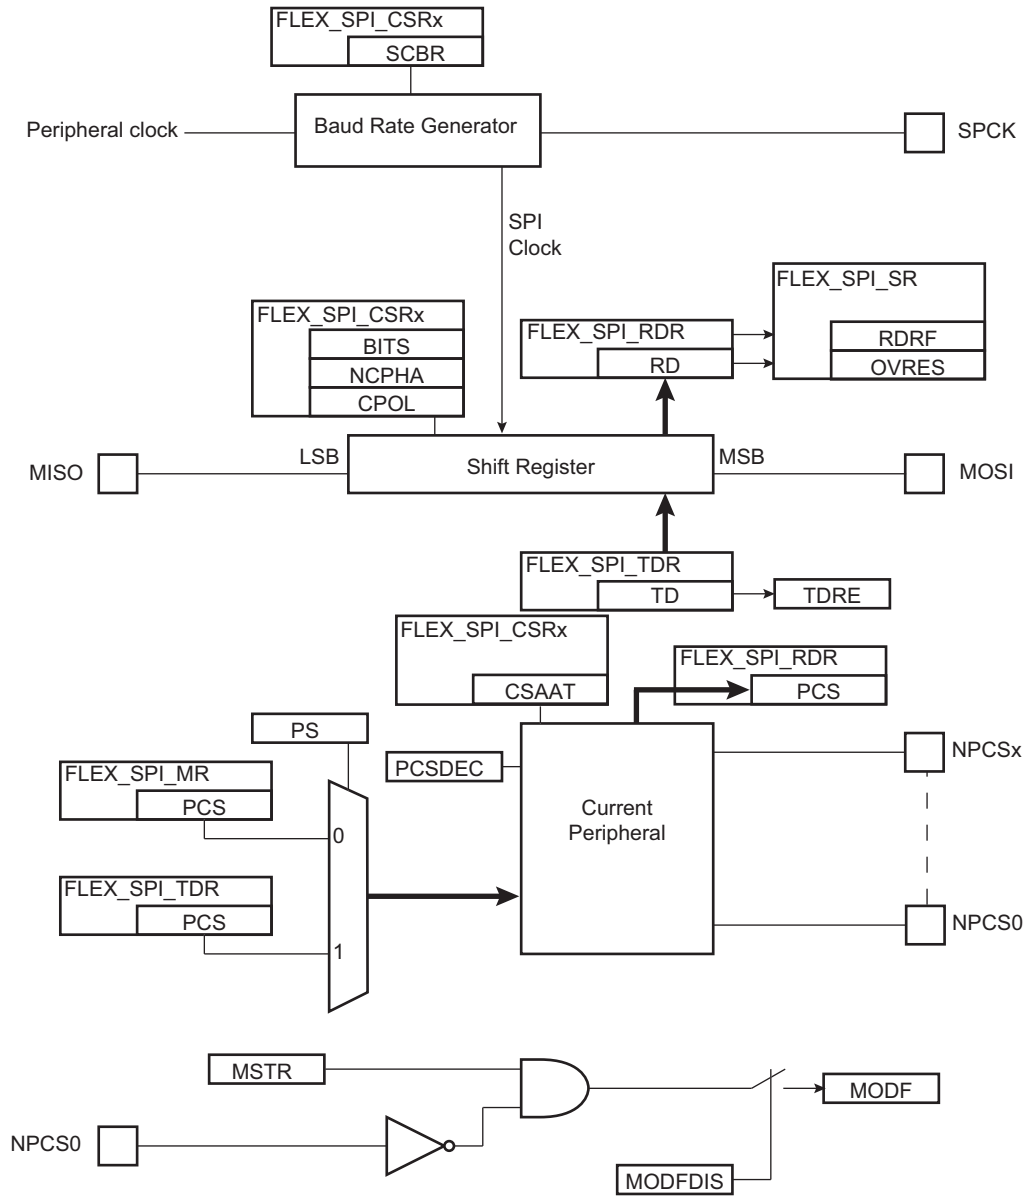 FLEX_SPI_CSRx
SCBR
Peripheral clock
Baud Rate Generator
SPCK
SPI
Clock
FLEX_SPI_SR
FLEX_SPI_CSRx
FLEX_SPI_RDR
BITS
RDRF
NCPHA
RD
OVRES
CPOL
LSB
MSB
MISO
Shift Register
MOSI
FLEX_SPI_TDR
TD
TDRE
FLEX_SPI_CSRx
FLEX_SPI_RDR
CSAAT
PCS
PS
NPCSx
PCSDEC
FLEX_SPI_MR
PCS
Current
Peripheral
0
FLEX_SPI_TDR
PCS
NPCS0
1
MSTR
MODF
NPCS0
MODFDIS